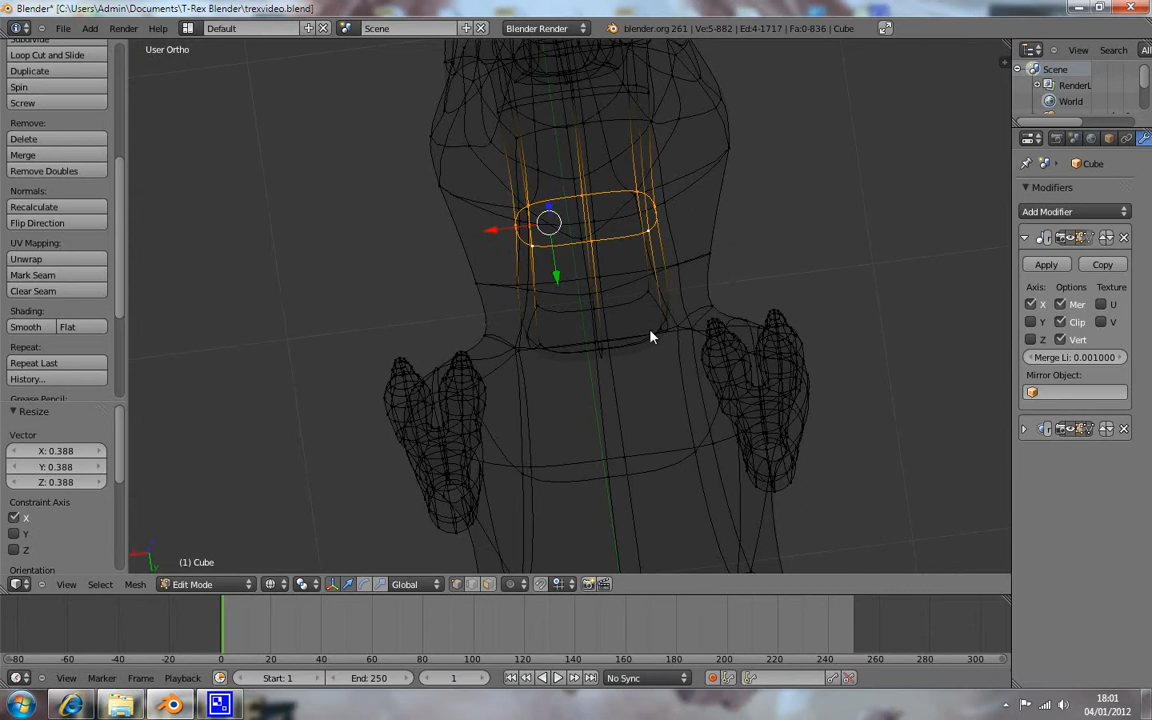 Blender* [C:\Users\Admin\Documents\T-Rex Blender\trexvideo.blend]
File Add Render Help Default Scene Blender Render blender.org 261 | Ve:5-882 | Ed:4-1717 | Fa:0-836 | Cube
Subdivide
Loop Cut and Slide
Duplicate
Spin
Screw
Remove:
Delete
Merge
Remove Doubles
Normals:
Recalculate
Flip Direction
UV Mapping:
Unwrap
Mark Seam
Clear Seam
Shading:
Smooth Flat
Repeat:
Repeat Last
History...
Grease Pencil:
Resize
Vector
X: 0.388
Y: 0.388
Z: 0.388
Constraint Axis
X
Y
Z
Orientation
User Ortho
(1) Cube
View Select Mesh Edit Mode Global
View Search All
Scene
RenderL
World
Cube
Modifiers
Add Modifier
Apply Copy
Axis: Options Texture
X Mer U
Y Clip V
Z Vert
Merge Li: 0.001000
Mirror Object:
-80 -60 -40 -20 0 20 40 60 80 100 120 140 160 180 200 220 240 260 280 300
View Marker Frame Playback Start: 1 End: 250 1 No Sync
18:01
04/01/2012